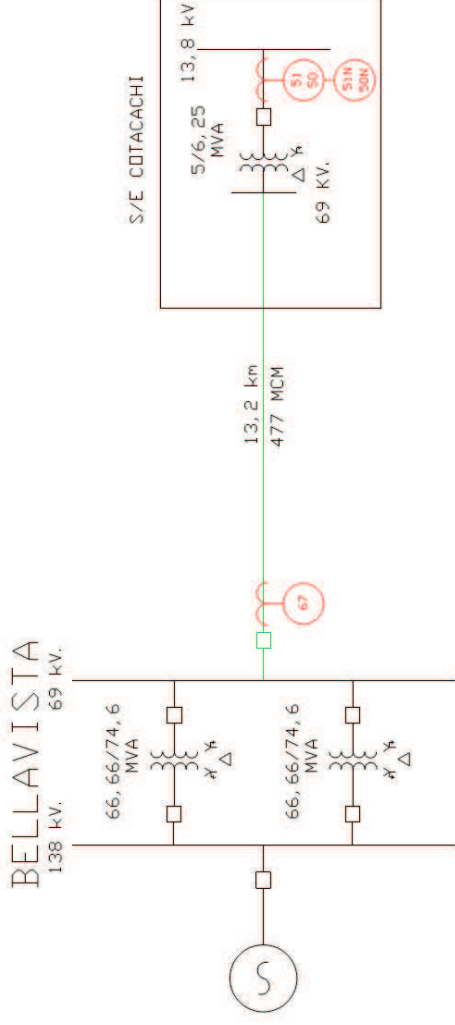 BELLAVISTA
138 kV.
69 kV.
66,66/74,6
MVA
66,66/74,6
MVA
67
13,2 km
477 MCM
S/E COTACACHI
5/6,25
MVA
69 KV.
13,8 kV
51
50
51N
50N